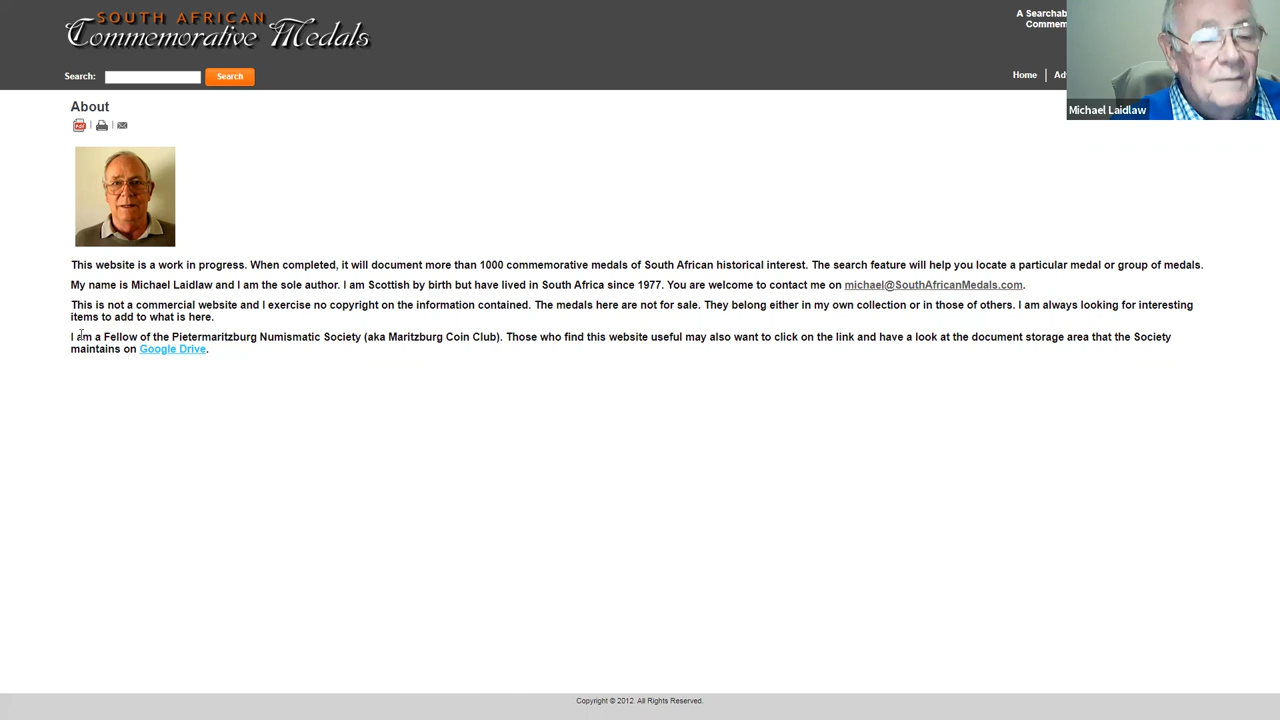 SOUTH AFRICAN
Commemorative Medals
A Searchab
Commem
Search:
Search
Home
Ad
Michael Laidlaw
About
PDF
This website is a work in progress. When completed, it will document more than 1000 commemorative medals of South African historical interest. The search feature will help you locate a particular medal or group of medals.
My name is Michael Laidlaw and I am the sole author. I am Scottish by birth but have lived in South Africa since 1977. You are welcome to contact me on michael@SouthAfricanMedals.com.
This is not a commercial website and I exercise no copyright on the information contained. The medals here are not for sale. They belong either in my own collection or in those of others. I am always looking for interesting
items to add to what is here.
I am a Fellow of the Pietermaritzburg Numismatic Society (aka Maritzburg Coin Club). Those who find this website useful may also want to click on the link and have a look at the document storage area that the Society
maintains on Google Drive.
Copyright © 2012. All Rights Reserved.